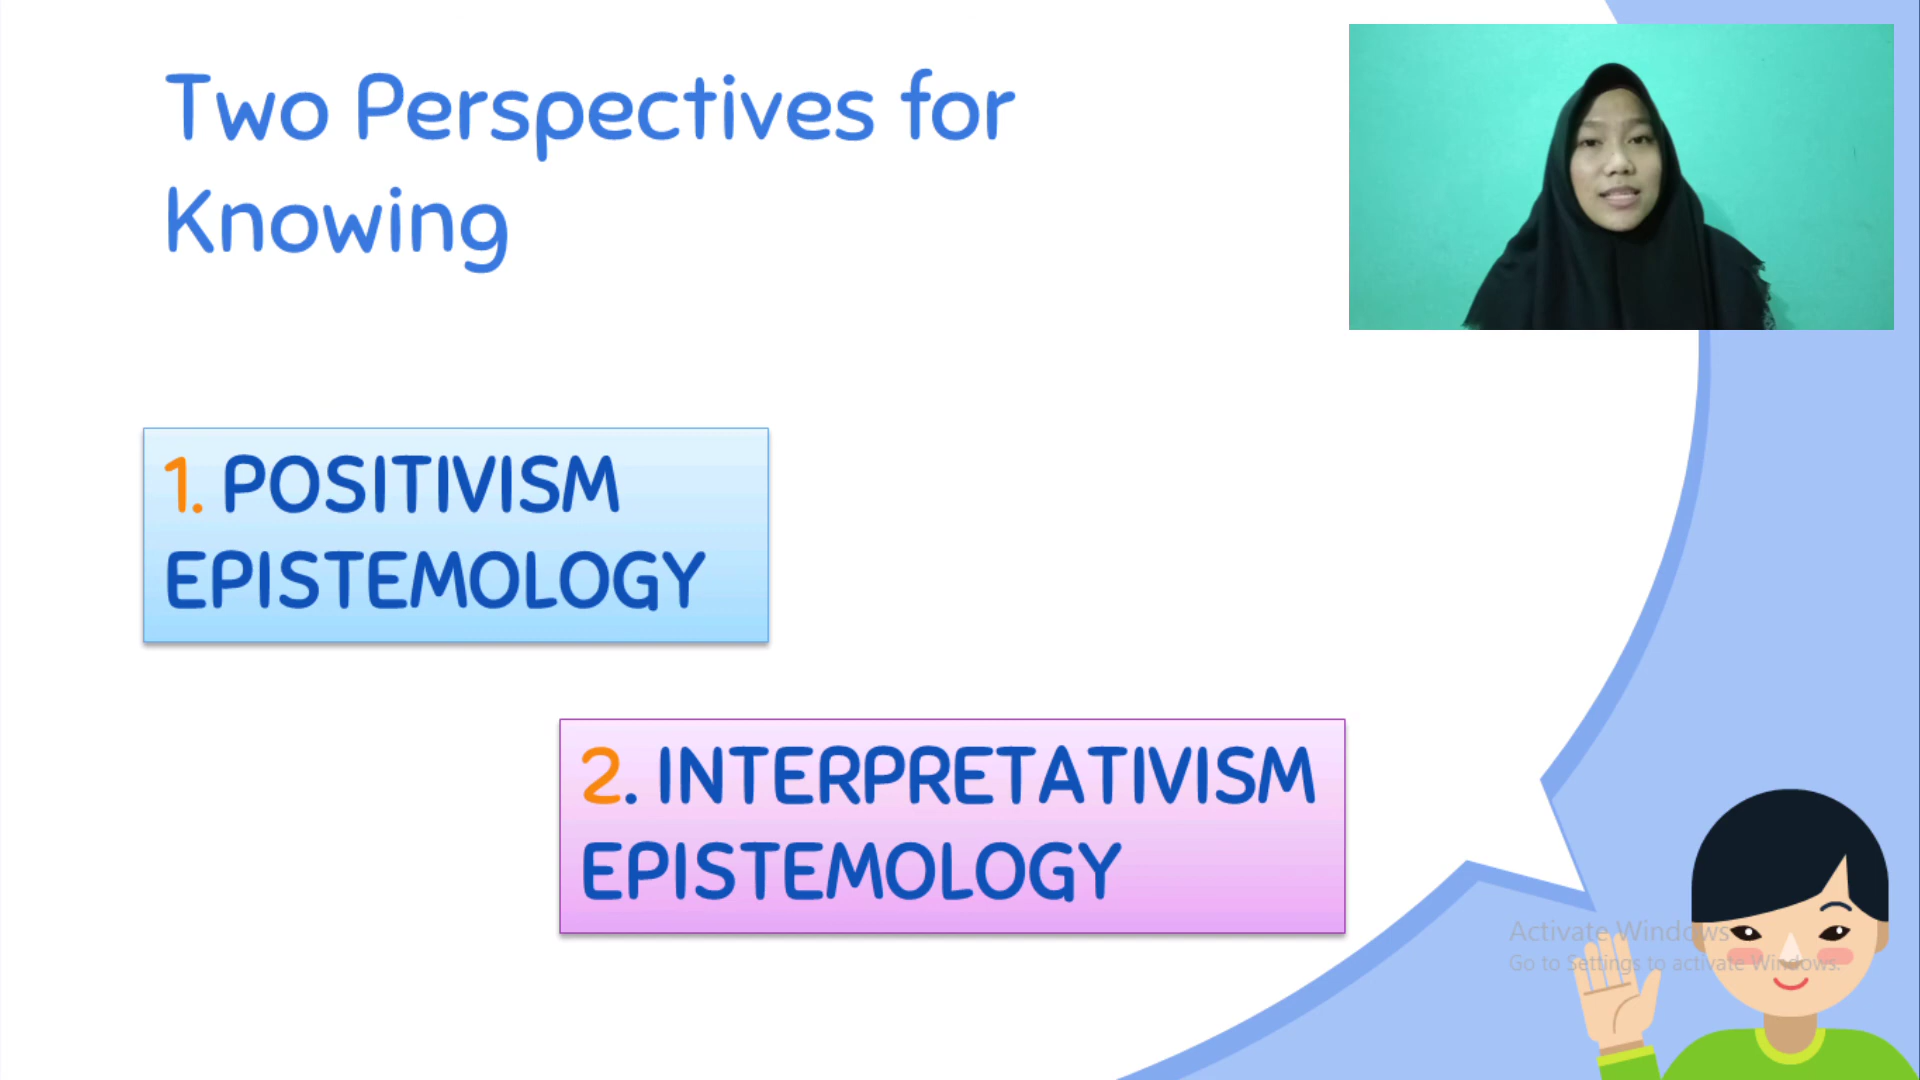 Two Perspectives for
Knowing
1. POSITIVISM
EPISTEMOLOGY
2. INTERPRETATIVISM
EPISTEMOLOGY
Activate Windows
Go to Settings to activate Windows.